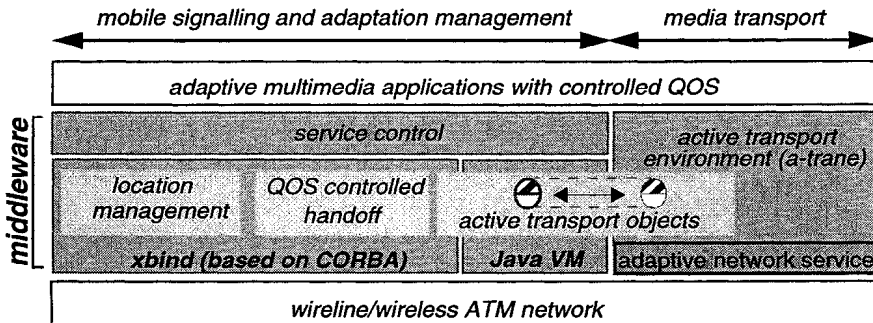 mobile signalling and adaptation management
media transport
adaptive multimedia applications with controlled QOS
middleware
service control
active transport
environment (a-trane)
location
management
QOS controlled
handoff
active transport objects
xbind (based on CORBA)
Java VM
adaptive network service
wireline/wireless ATM network